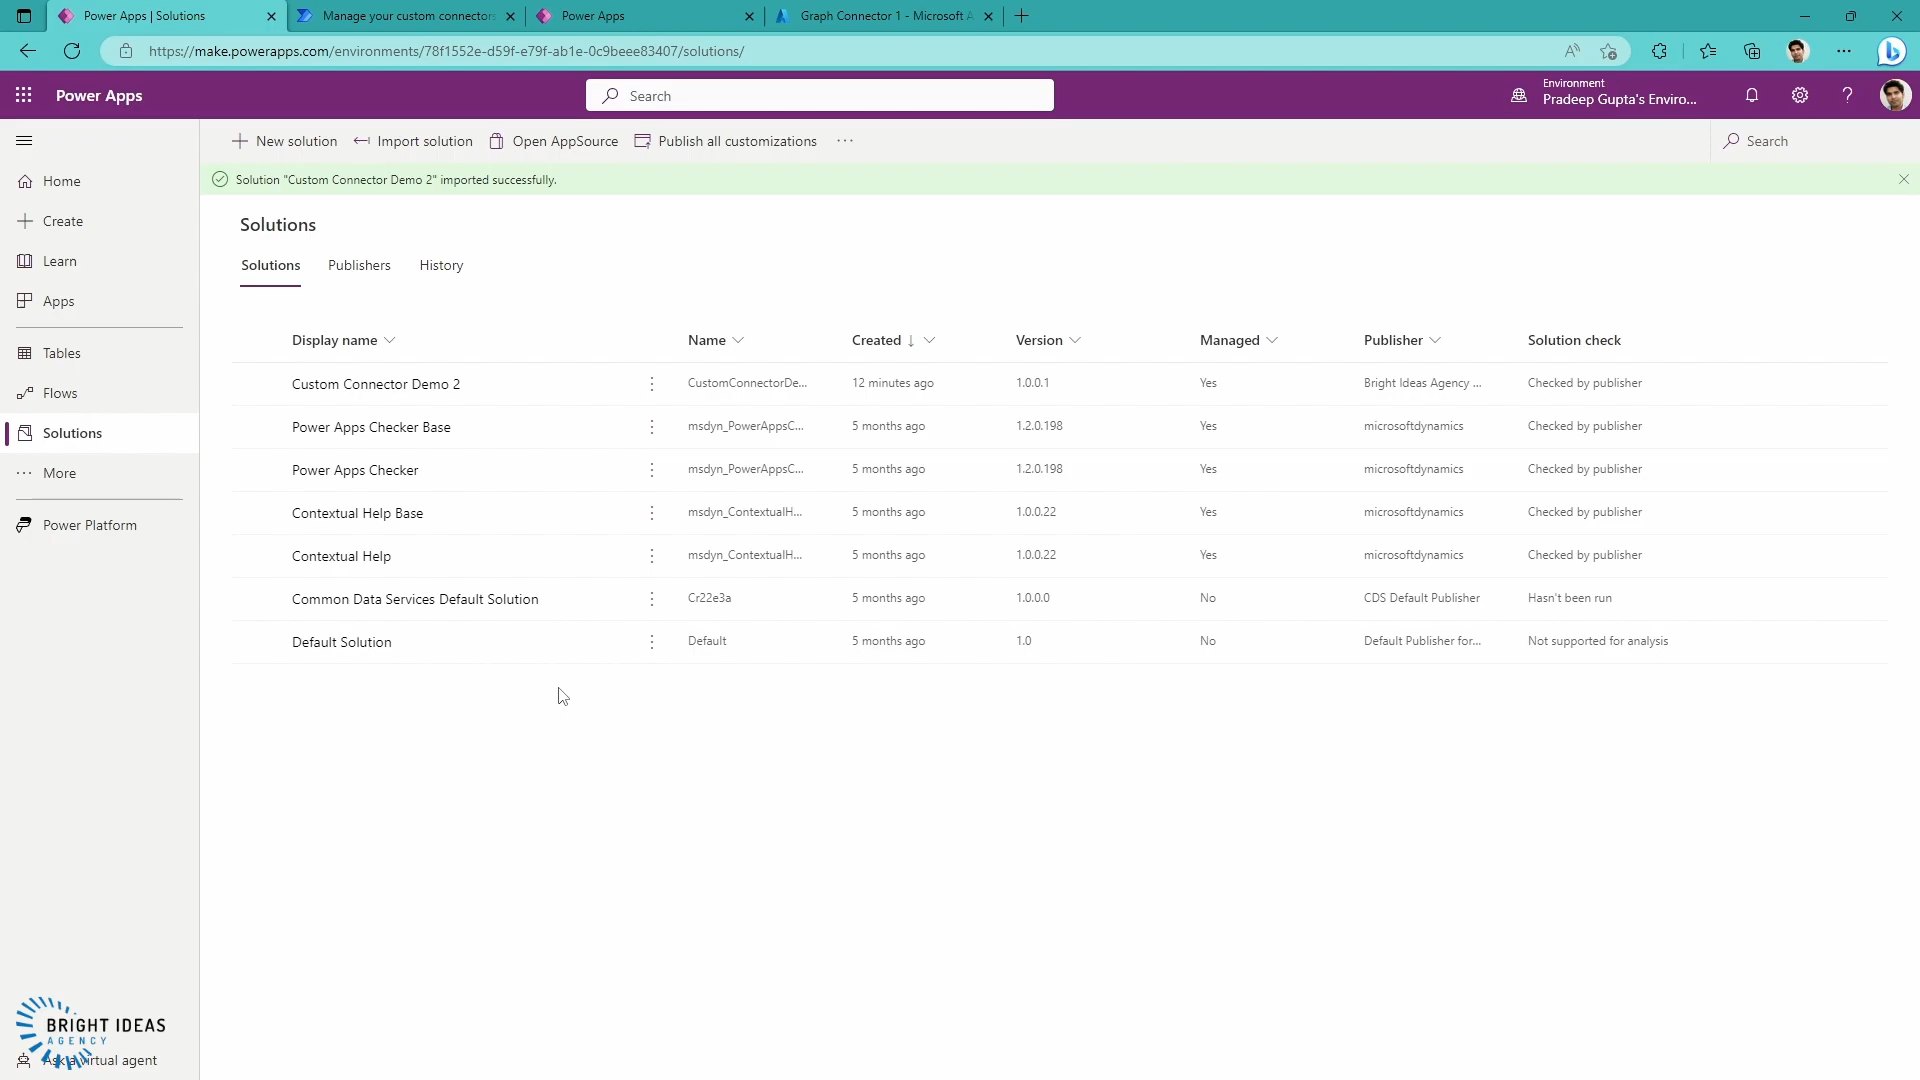 Power Apps | Solutions
Manage your custom connectors
Power Apps
Graph Connector 1 - Microsoft A
https://make.powerapps.com/environments/78f1552e-d59f-e79f-ab1e-0c9beee83407/solutions/
Power Apps
Search
Environment
Pradeep Gupta's Enviro...
New solution
Import solution
Open AppSource
Publish all customizations
Search
Solution "Custom Connector Demo 2" imported successfully.
Home
Create
Learn
Apps
Tables
Flows
Solutions
More
Power Platform
Solutions
Solutions Publishers History
Display name Name Created ↓ Version Managed Publisher Solution check
Custom Connector Demo 2 CustomConnectorDe... 12 minutes ago 1.0.0.1 Yes Bright Ideas Agency ... Checked by publisher
Power Apps Checker Base msdyn_PowerAppsC... 5 months ago 1.2.0.198 Yes microsoftdynamics Checked by publisher
Power Apps Checker msdyn_PowerAppsC... 5 months ago 1.2.0.198 Yes microsoftdynamics Checked by publisher
Contextual Help Base msdyn_ContextualH... 5 months ago 1.0.0.22 Yes microsoftdynamics Checked by publisher
Contextual Help msdyn_ContextualH... 5 months ago 1.0.0.22 Yes microsoftdynamics Checked by publisher
Common Data Services Default Solution Cr22e3a 5 months ago 1.0.0.0 No CDS Default Publisher Hasn't been run
Default Solution Default 5 months ago 1.0 No Default Publisher for... Not supported for analysis
BRIGHT IDEAS
AGENCY
Ask a virtual agent